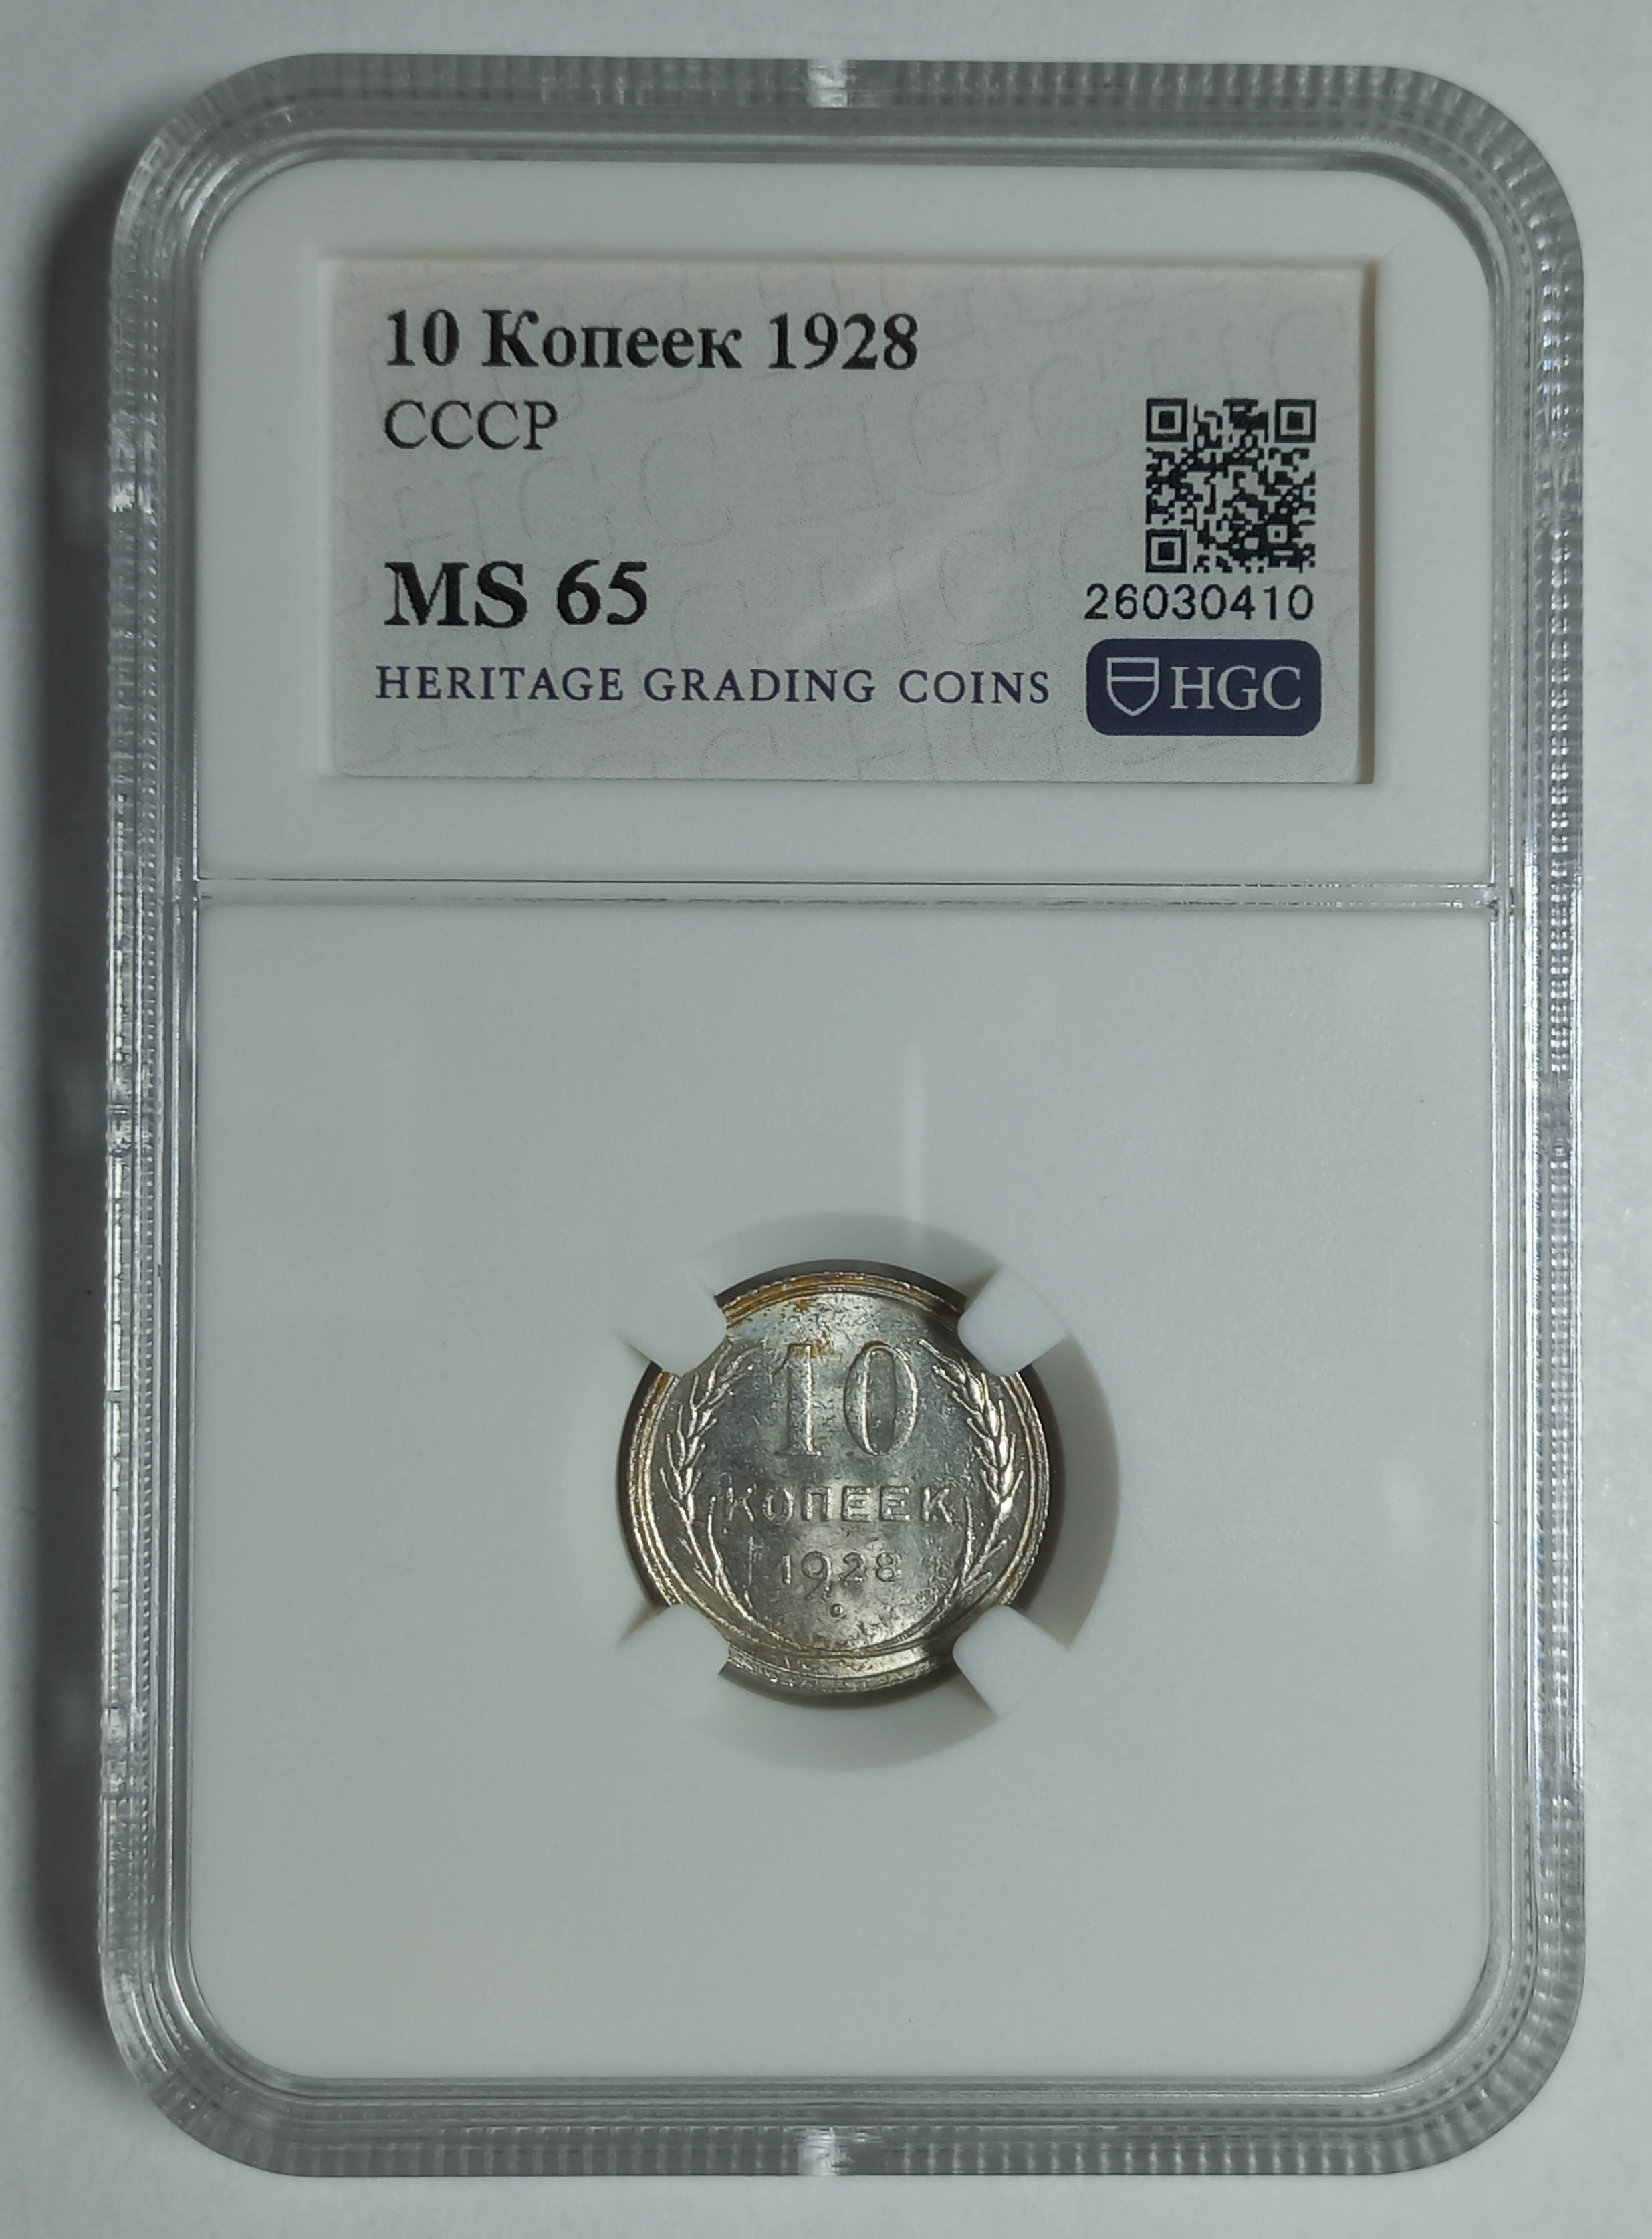 10 Копеек 1928
СССР
MS 65
26030410
HERITAGE GRADING COINS HGC
10
КОПЕЕК
1928